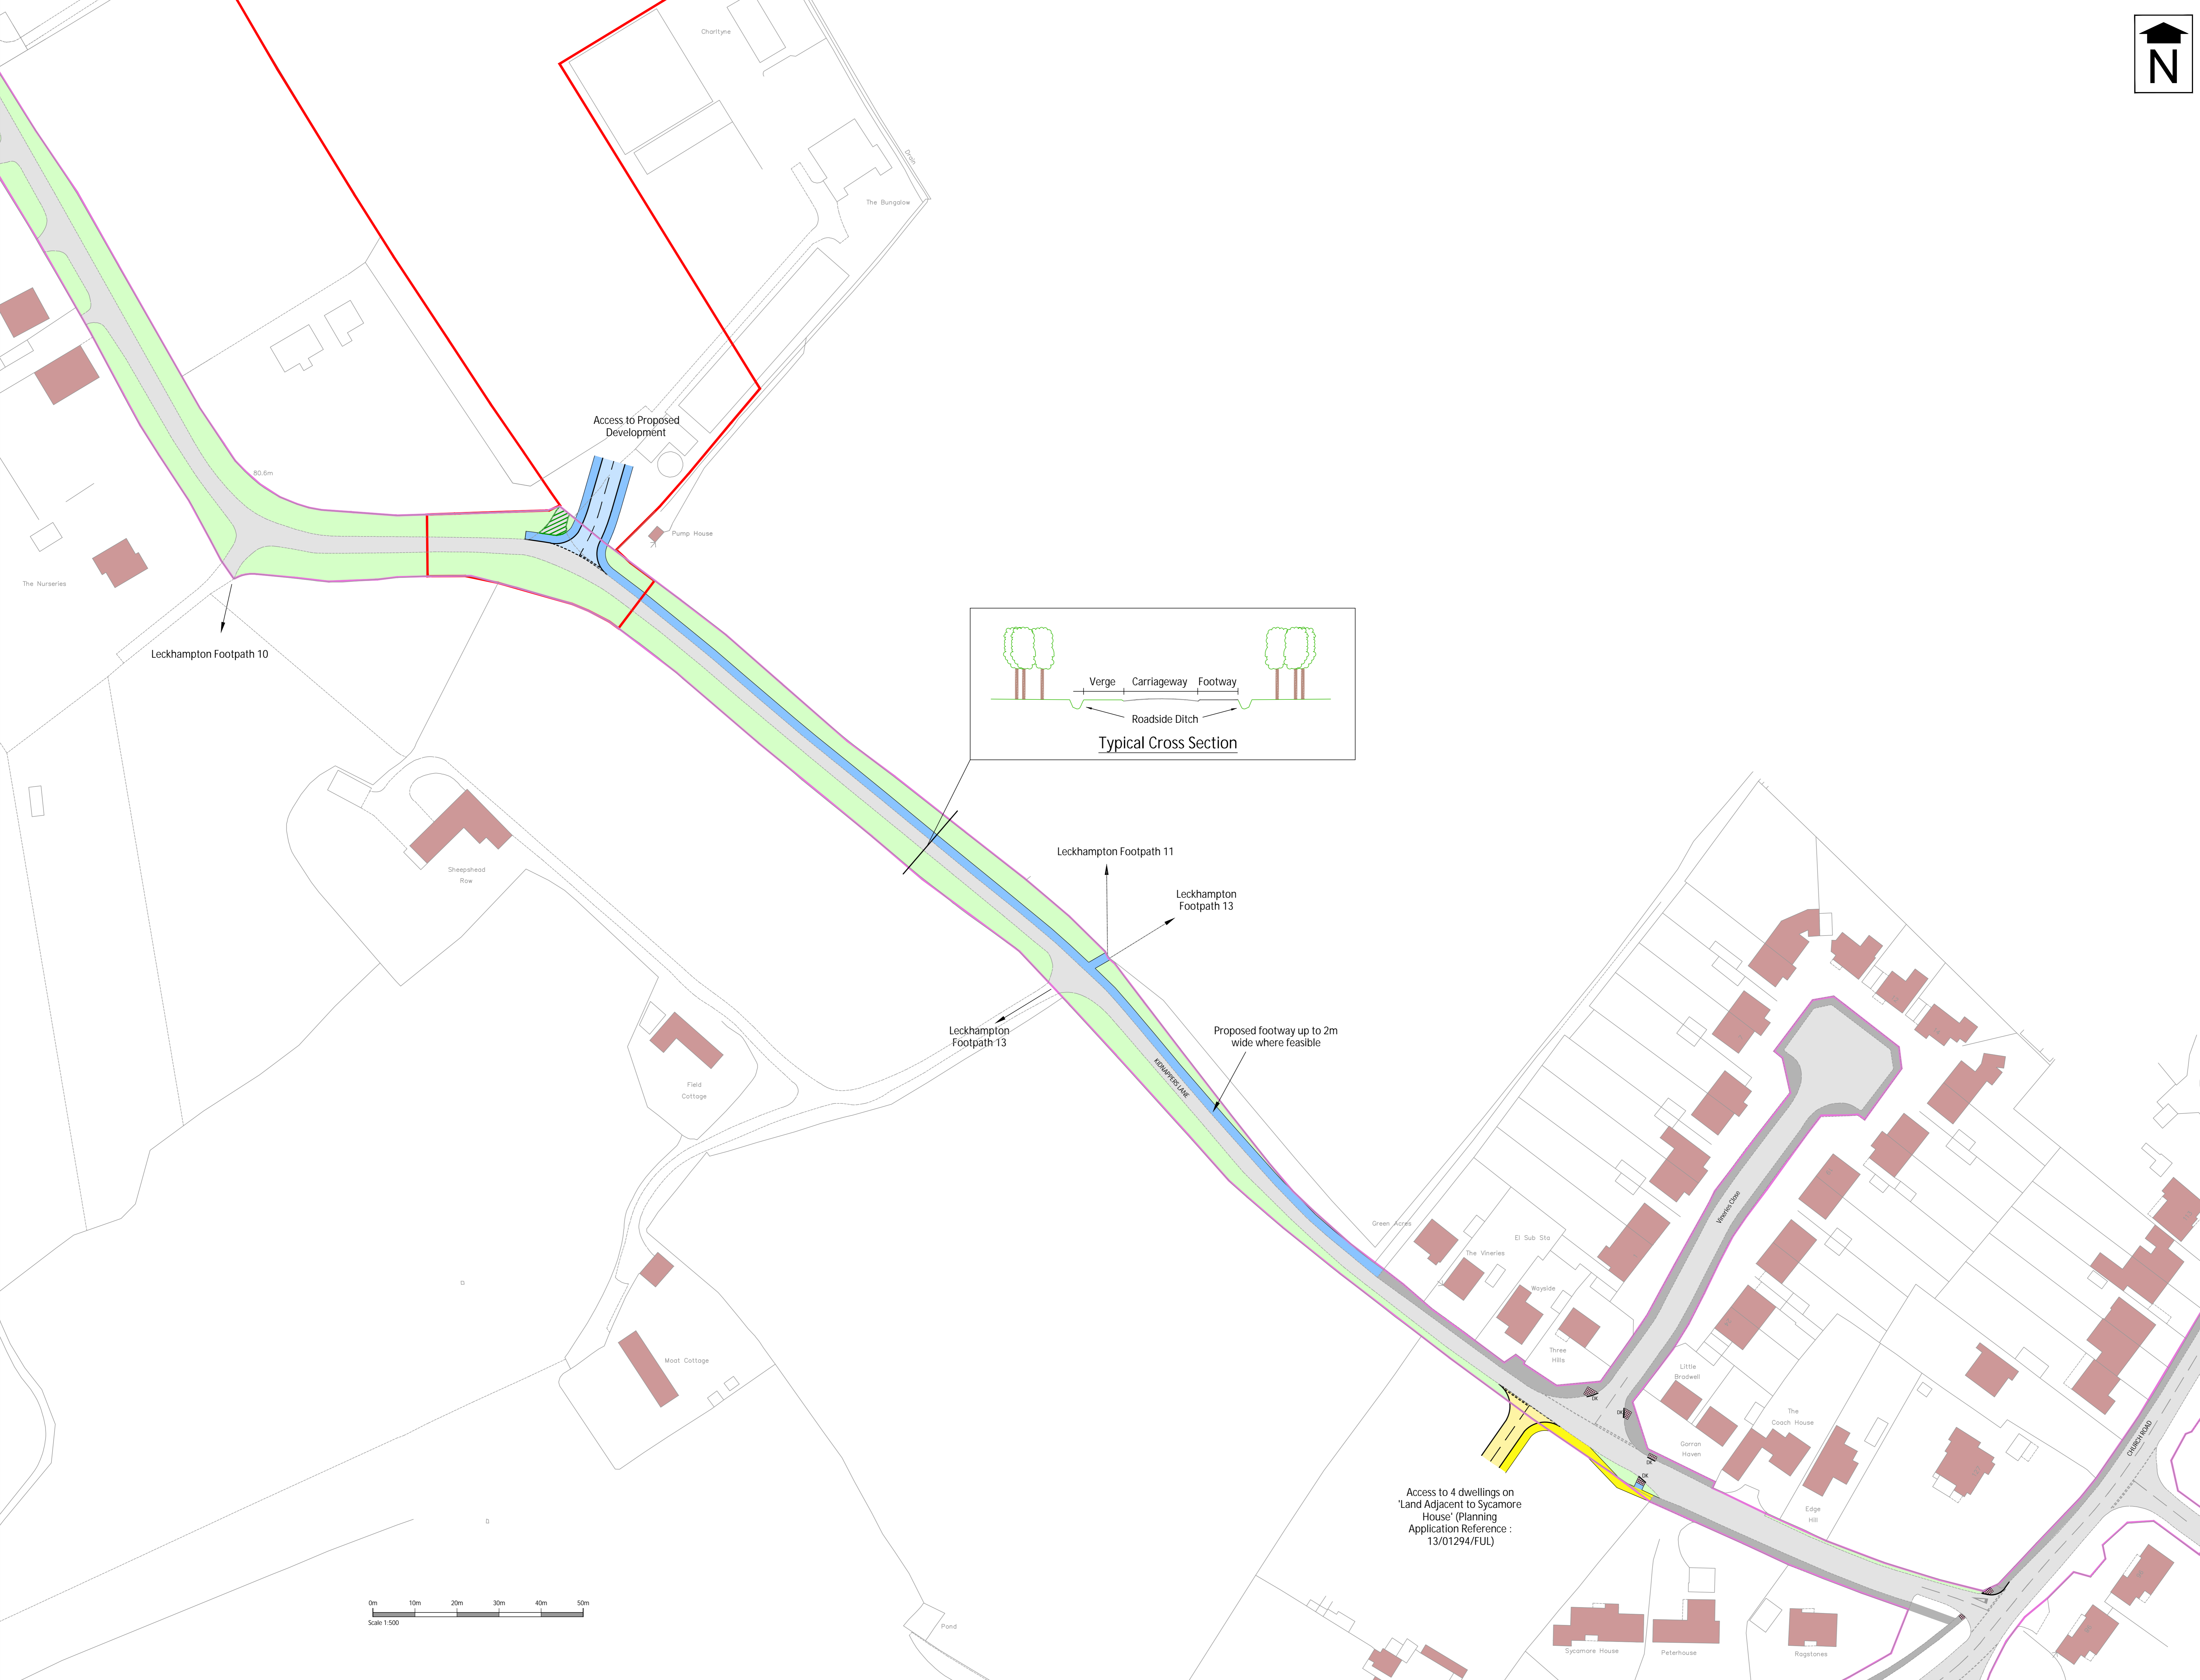 Charltyne
N
Drain
The Bungalow
Access to Proposed
Development
80.6m
Pump House
The Nurseries
Leckhampton Footpath 10
Verge
Carriageway
Footway
Roadside Ditch
Typical Cross Section
Leckhampton Footpath 11
Sheepshead
Row
Leckhampton
Footpath 13
Leckhampton
Footpath 13
Proposed footway up to 2m
wide where feasible
KIDNAPPERS LANE
Field
Cottage
Vineries Close
Green Acres
El Sub Sta
The Vineries
Wayside
Three
Hills
Moat Cottage
Little
Bradwell
DK
DK
The
Coach House
Garran
Haven
CHURCH ROAD
DK
DK
Access to 4 dwellings on
'Land Adjacent to Sycamore
House' (Planning
Application Reference :
13/01294/FUL)
Edge
Hill
G
G
0m
10m
20m
30m
40m
50m
Scale 1:500
Pond
Sycamore House
Peterhouse
Ragstones